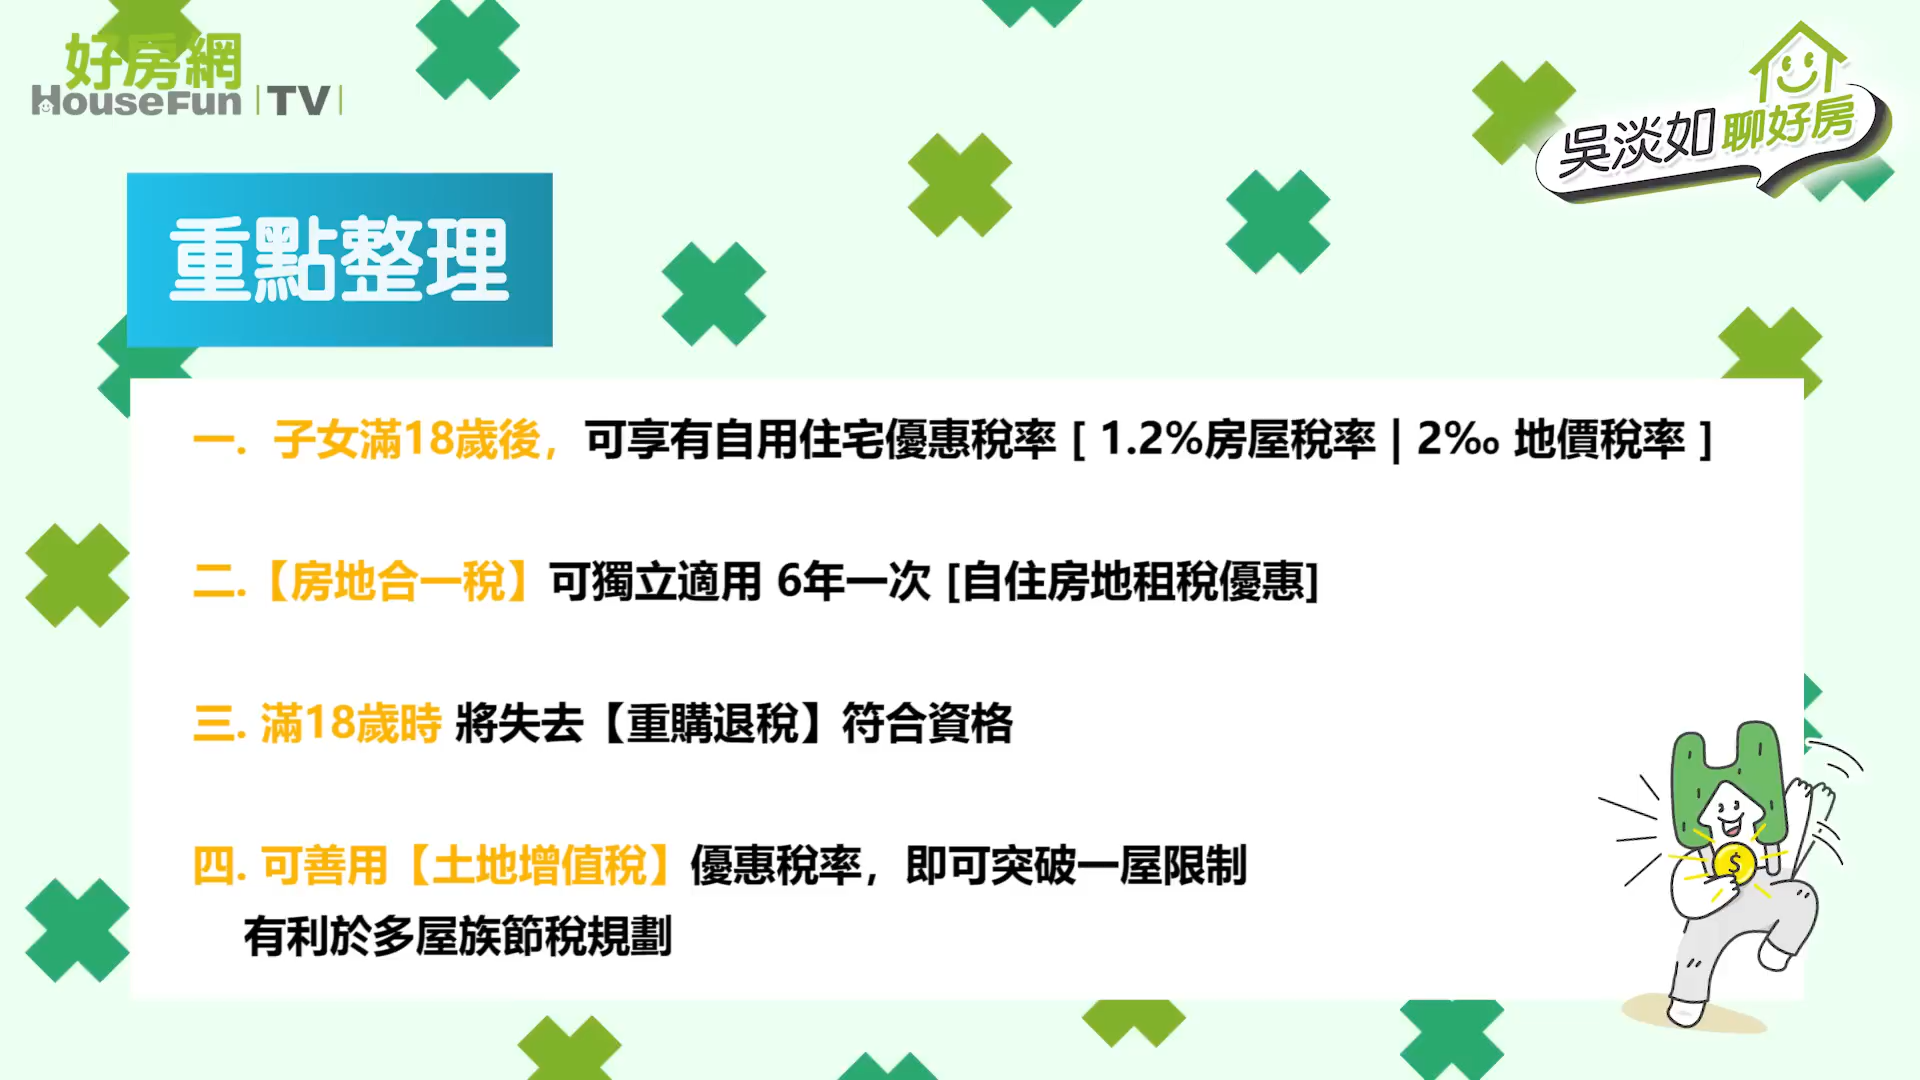 好房網
HouseFun | TV |
吳淡如聊好房
重點整理
一. 子女滿18歲後，可享有自用住宅優惠稅率 [ 1.2%房屋稅率 | 2‰ 地價稅率 ]
二.【房地合一稅】可獨立適用 6年一次 [自住房地租稅優惠]
三. 滿18歲時 將失去【重購退稅】符合資格
四. 可善用【土地增值稅】優惠稅率，即可突破一屋限制
有利於多屋族節稅規劃
$